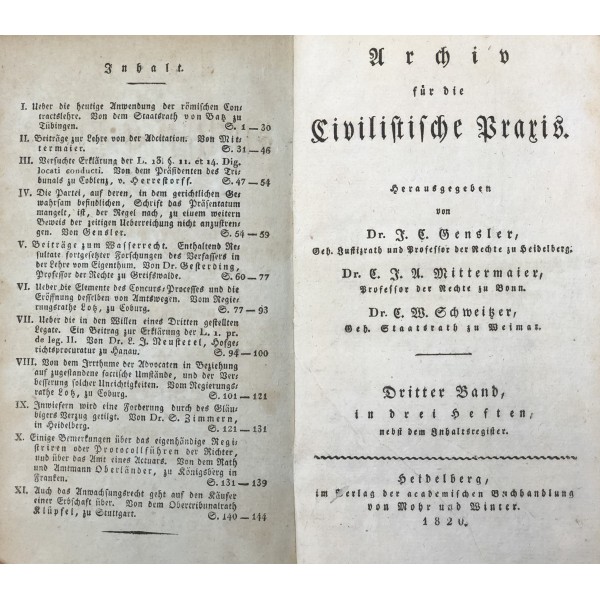 Inhalt.
I. Ueber die heutige Anwendung der römischen Con-
tractslehre. Von dem Staatsrath von Batz zu
Tübingen. S. 1—30
II. Beiträge zur Lehre von der Adcitation. Von Mit-
termaier. S. 31—46
III. Versuchte Erklärung der L. 15. §. 11. et 14. Dig.
locati conducti. Von dem Präsidenten des Tri-
bunals zu Coblenz, v. Herrestorff. S. 47—54
IV. Die Partei, auf deren, in dem gerichtlichen Ge-
wahrsam befindlichen, Schrift das Präsentatum
mangelt, ist, der Regel nach, zu einem weitern
Beweis der zeitigen Ueberreichung nicht anzustren-
gen. Von Gensler. S. 54—59
V. Beiträge zum Wasserrecht. Enthaltend Re-
sultate fortgesetzter Forschungen des Verfassers in
der Lehre vom Eigenthum. Von Dr. Gesterding,
Professor der Rechte zu Greifswalde. S. 60—77
VI. Ueber die Elemente des Concurs-Processes und die
Eröffnung desselben von Amtswegen. Vom Regie-
rungsrathe Lotz, zu Coburg. S. 77—93
VII. Ueber die in den Willen eines Dritten gestellten
Legate. Ein Beitrag zur Erklärung der L. 1. pr.
de leg. II. Von Dr. L. J. Neustetel, Hofge-
richtsprocurator zu Hanau. S. 94—100
VIII. Von dem Irrthume der Advocaten in Beziehung
auf zugestandene factische Umstände, und der Ver-
besserung solcher Unrichtigkeiten. Vom Regierungs-
rathe Lotz, zu Coburg. S. 101—121
IX. Inwiefern wird eine Forderung durch des Gläu-
bigers Verzug getilgt. Von Dr. S. Zimmern,
in Heidelberg. S. 121—131
X. Einige Bemerkungen über das eigenhändige Regi-
striren oder Protocollführen der Richter,
und über das Amt eines Actuars. Von dem Rath
und Amtmann Oberländer, zu Königsberg in
Franken. S. 131—139
XI. Auch das Anwachsungsrecht geht auf den Käufer
einer Erbschaft über. Von dem Obertribunalrath
Klüpfel, zu Stuttgart. S. 140—144
Archiv
für die
Civilistische Praxis.
Herausgegeben
von
Dr. J. C. Gensler,
Geh. Justizrath und Professor der Rechte zu Heidelberg.
Dr. C. J. A. Mittermaier,
Professor der Rechte zu Bonn.
Dr. C. W. Schweitzer,
Geh. Staatsrath zu Weimar.
Dritter Band,
in drei Heften,
nebst dem Inhaltsregister.
Heidelberg,
im Verlag der academischen Buchhandlung
von Mohr und Winter.
1820.